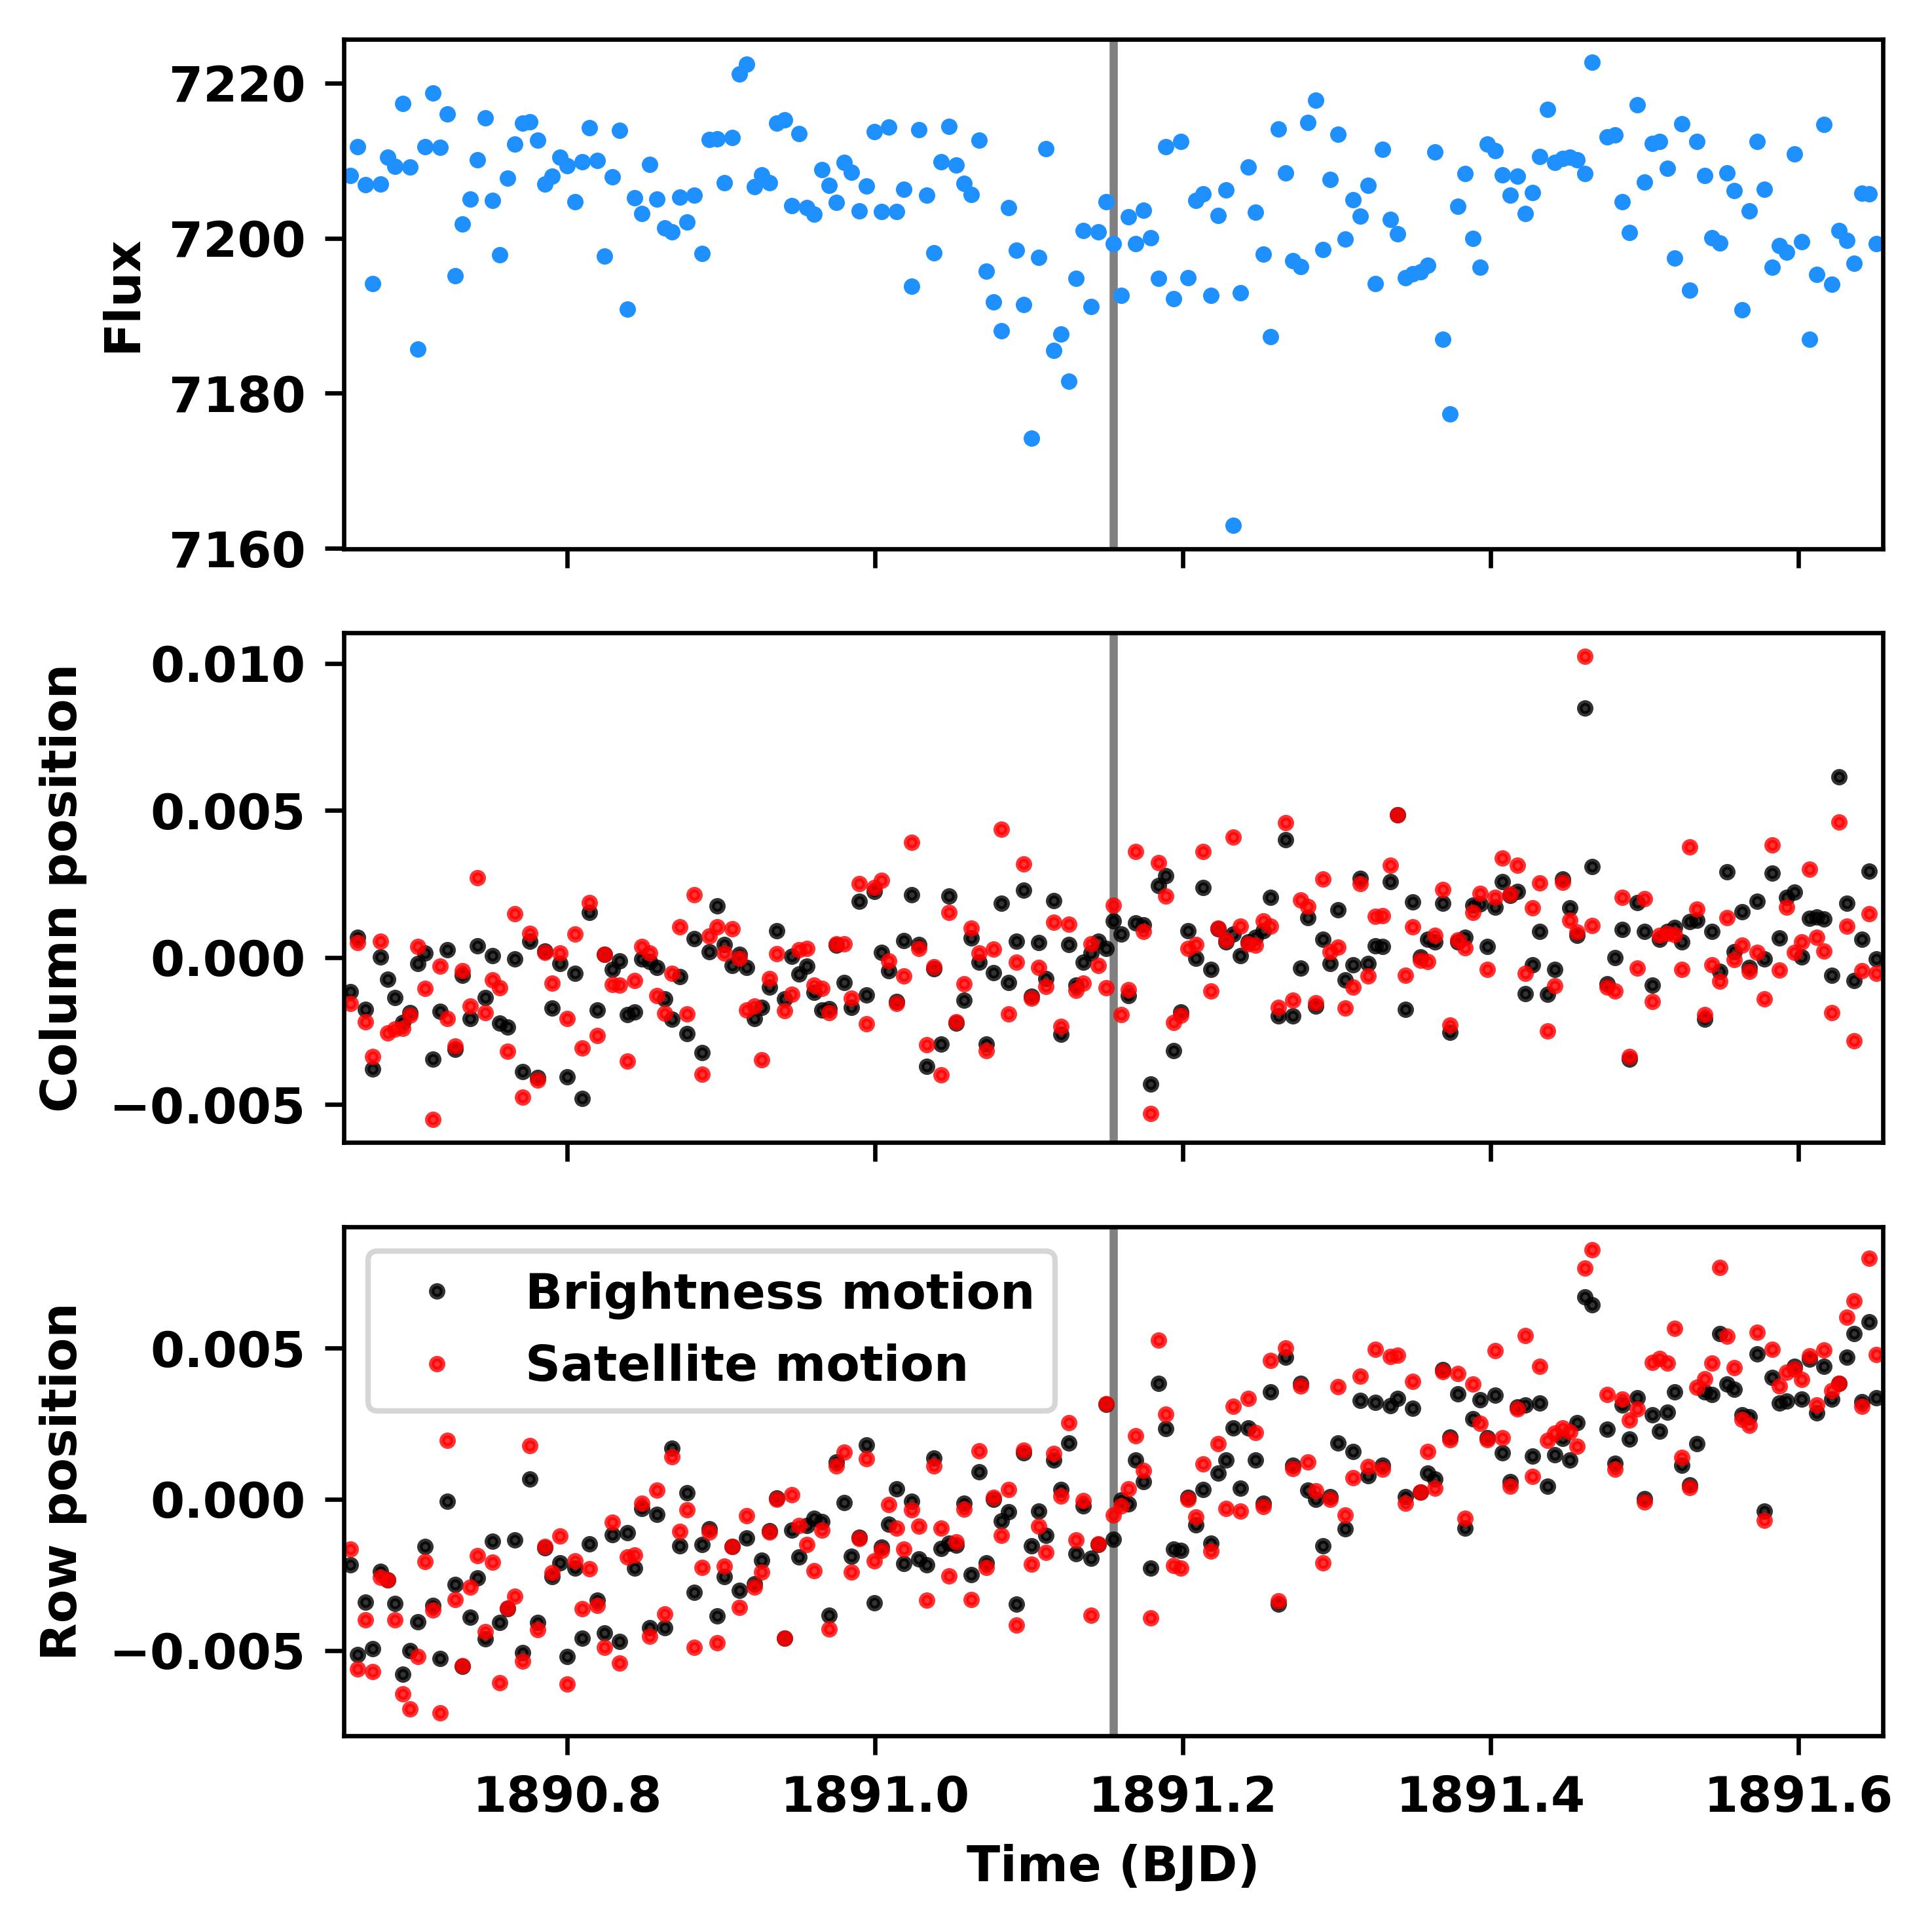 Flux
7220
7200
7180
7160
Column position
0.010
0.005
0.000
−0.005
Row position
0.005
0.000
−0.005
Brightness motion
Satellite motion
1890.8 1891.0 1891.2 1891.4 1891.6
Time (BJD)